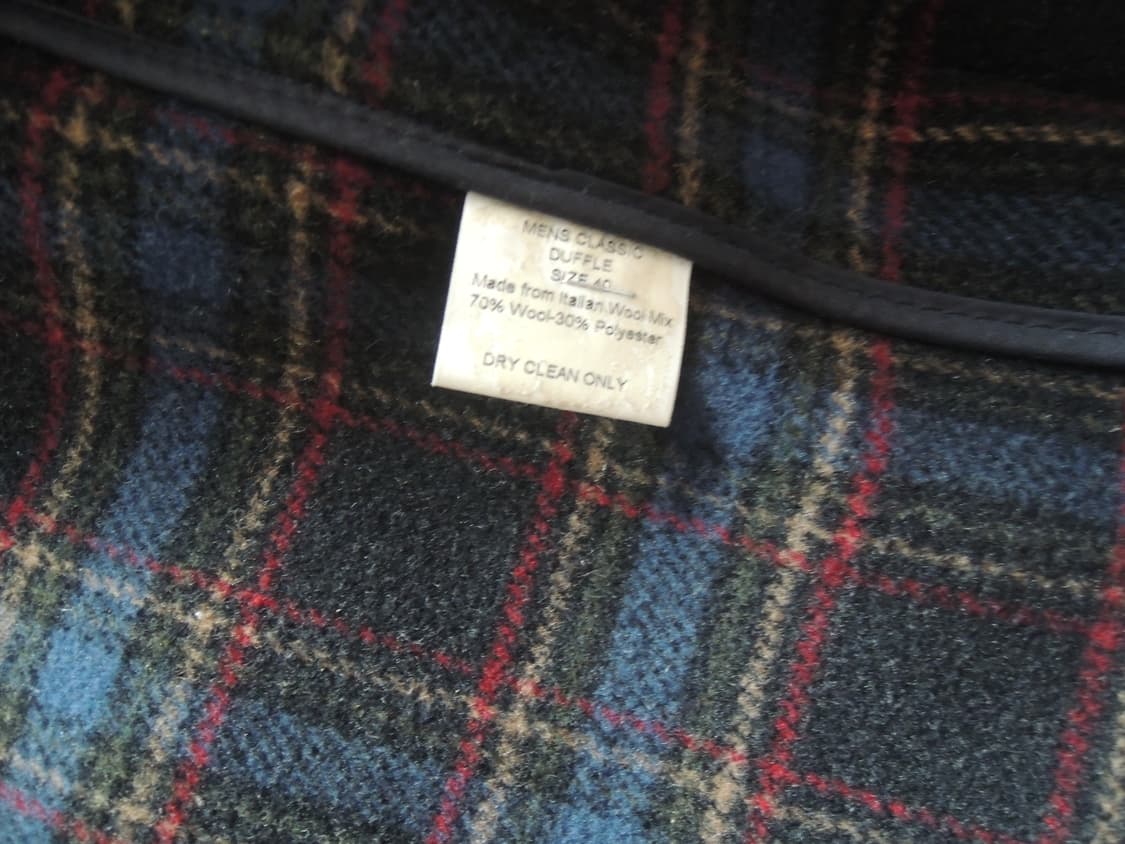 MENS CLASSIC
DUFFLE
SIZE 40
Made from Italian Wool Mix
70% Wool-30% Polyester
DRY CLEAN ONLY